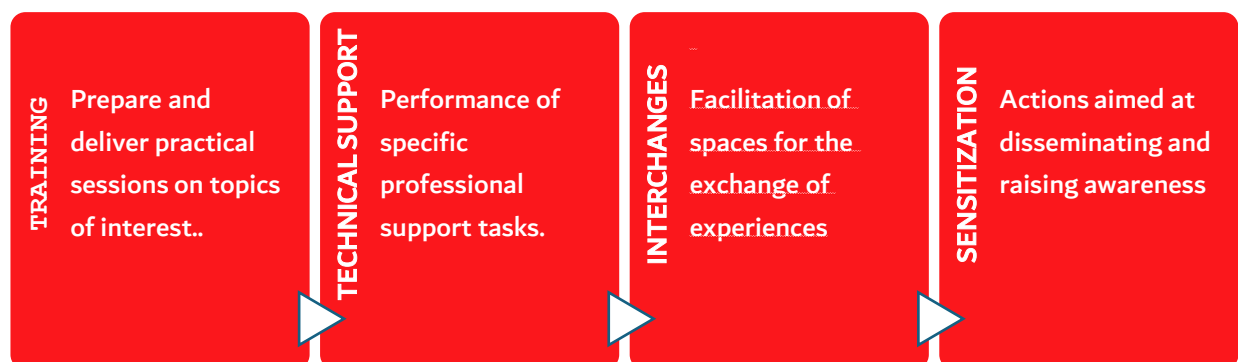 TRAINING
Prepare and
deliver practical
sessions on topics
of interest..
TECHNICAL SUPPORT
Performance of
specific
professional
support tasks.
INTERCHANGES
Facilitation of
spaces for the
exchange of
experiences
SENSITIZATION
Actions aimed at
disseminating and
raising awareness